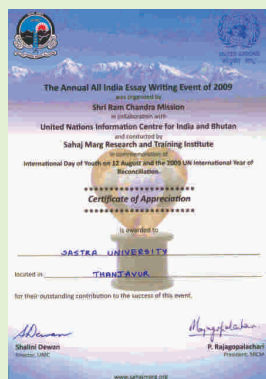 The Annual All India Essay Writing Event of 2009
was organized by
Shri Ram Chandra Mission
in collaboration with
United Nations Information Centre for India and Bhutan
and conducted by
Sahaj Marg Research and Training Institute
in commemoration of
International Day of Youth on 12 August and the 2009 UN International Year of
Reconciliation.
Certificate of Appreciation
is awarded to
SASTRA UNIVERSITY
located in THANJAVUR
for their outstanding contribution to the success of this event.
Shalini Dewan
Director, UNIC
P. Rajagopalachari
President, SRCM
www.sahajmarg.org